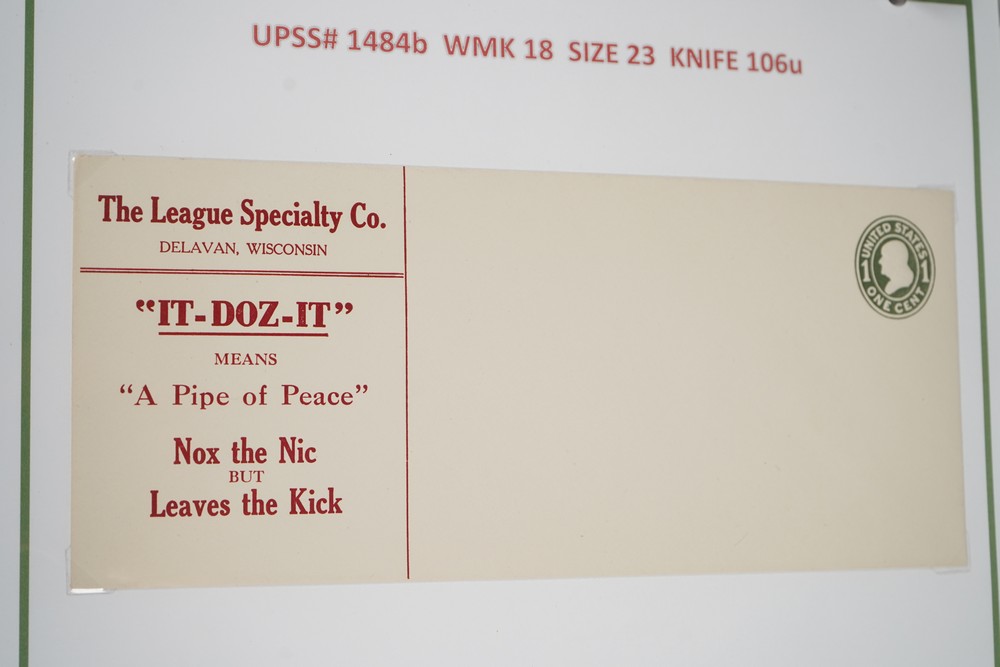 UPSS# 1484b  WMK 18  SIZE 23  KNIFE 106u
The League Specialty Co.
DELAVAN, WISCONSIN
"IT-DOZ-IT"
MEANS
"A Pipe of Peace"
Nox the Nic
BUT
Leaves the Kick
UNITED STATES
1 1
ONE CENT